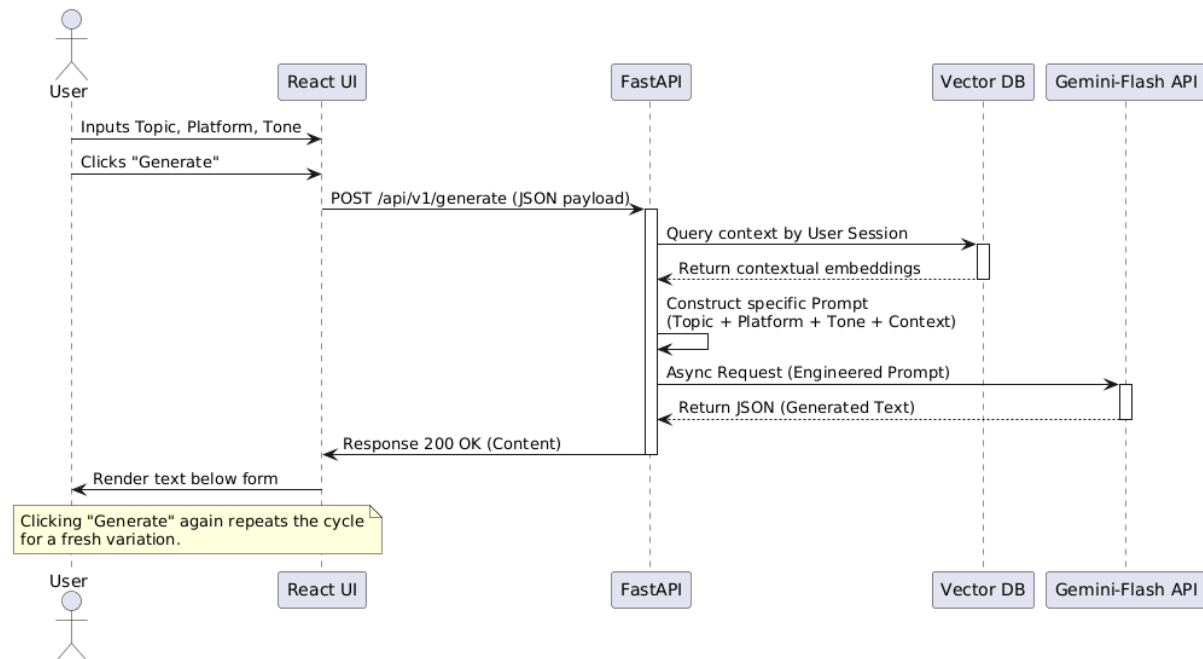 User
React UI
FastAPI
Vector DB
Gemini-Flash API
Inputs Topic, Platform, Tone
Clicks "Generate"
POST /api/v1/generate (JSON payload)
Query context by User Session
Return contextual embeddings
Construct specific Prompt
(Topic + Platform + Tone + Context)
Async Request (Engineered Prompt)
Return JSON (Generated Text)
Response 200 OK (Content)
Render text below form
Clicking "Generate" again repeats the cycle
for a fresh variation.
User
React UI
FastAPI
Vector DB
Gemini-Flash API